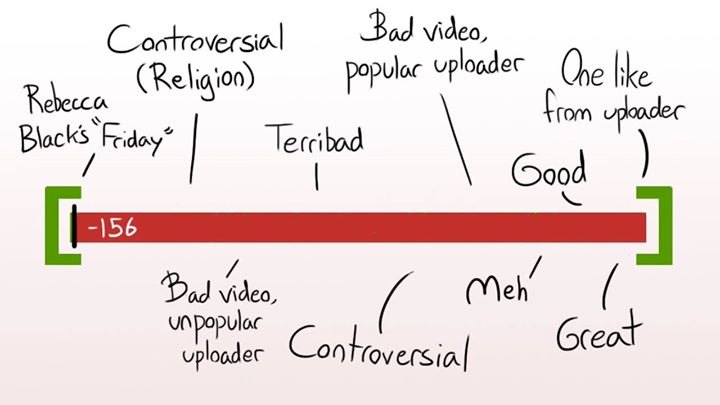 Controversial
(Religion)
Bad video,
popular uploader
One like
from uploader
Rebecca
Black's "Friday"
Terribad
Good
-156
Bad video,
unpopular
uploader
Controversial
Meh
Great